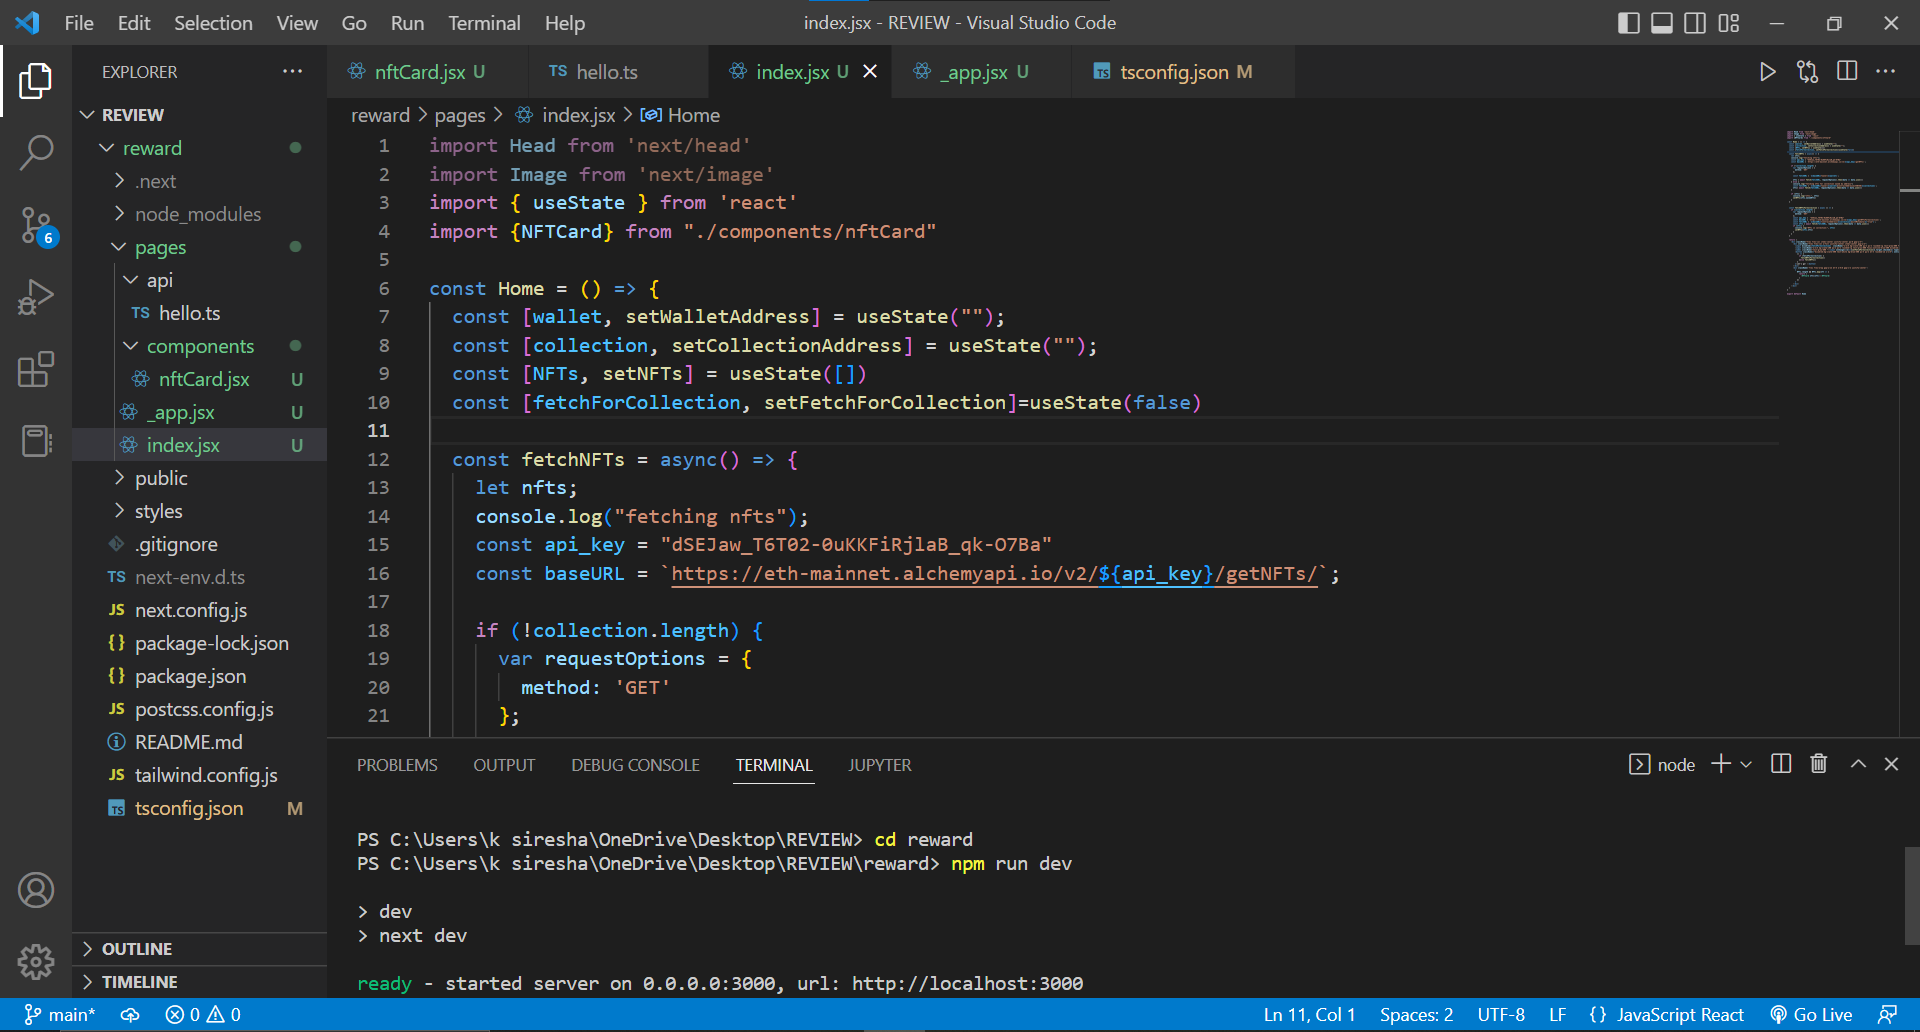 File Edit Selection View Go Run Terminal Help
index.jsx - REVIEW - Visual Studio Code
EXPLORER
REVIEW
reward
.next
node_modules
pages
api
TS hello.ts
components
nftCard.jsx U
_app.jsx U
index.jsx U
public
styles
.gitignore
TS next-env.d.ts
JS next.config.js
{} package-lock.json
{} package.json
JS postcss.config.js
README.md
JS tailwind.config.js
TS tsconfig.json M
OUTLINE
TIMELINE
6
nftCard.jsx U
TS hello.ts
index.jsx U
_app.jsx U
TS tsconfig.json M
reward > pages > index.jsx > Home
1 import Head from 'next/head'
2 import Image from 'next/image'
3 import { useState } from 'react'
4 import {NFTCard} from "./components/nftCard"
5
6 const Home = () => {
7 const [wallet, setWalletAddress] = useState("");
8 const [collection, setCollectionAddress] = useState("");
9 const [NFTs, setNFTs] = useState([])
10 const [fetchForCollection, setFetchForCollection]=useState(false)
11
12 const fetchNFTs = async() => {
13 let nfts;
14 console.log("fetching nfts");
15 const api_key = "dSEJaw_T6T02-0uKKFiRjlaB_qk-O7Ba"
16 const baseURL = `https://eth-mainnet.alchemyapi.io/v2/${api_key}/getNFTs/`;
17
18 if (!collection.length) {
19 var requestOptions = {
20 method: 'GET'
21 };
PROBLEMS OUTPUT DEBUG CONSOLE TERMINAL JUPYTER
node
PS C:\Users\k siresha\OneDrive\Desktop\REVIEW> cd reward
PS C:\Users\k siresha\OneDrive\Desktop\REVIEW\reward> npm run dev
> dev
> next dev
ready - started server on 0.0.0.0:3000, url: http://localhost:3000
main* 0 0
Ln 11, Col 1 Spaces: 2 UTF-8 LF {} JavaScript React Go Live